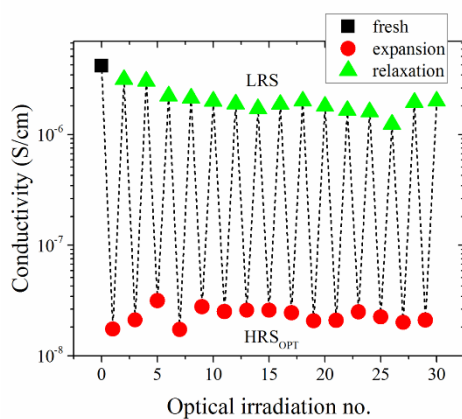 fresh
expansion
relaxation
LRS
HRS_OPT
Conductivity (S/cm)
10^-6
10^-7
10^-8
0 5 10 15 20 25 30
Optical irradiation no.